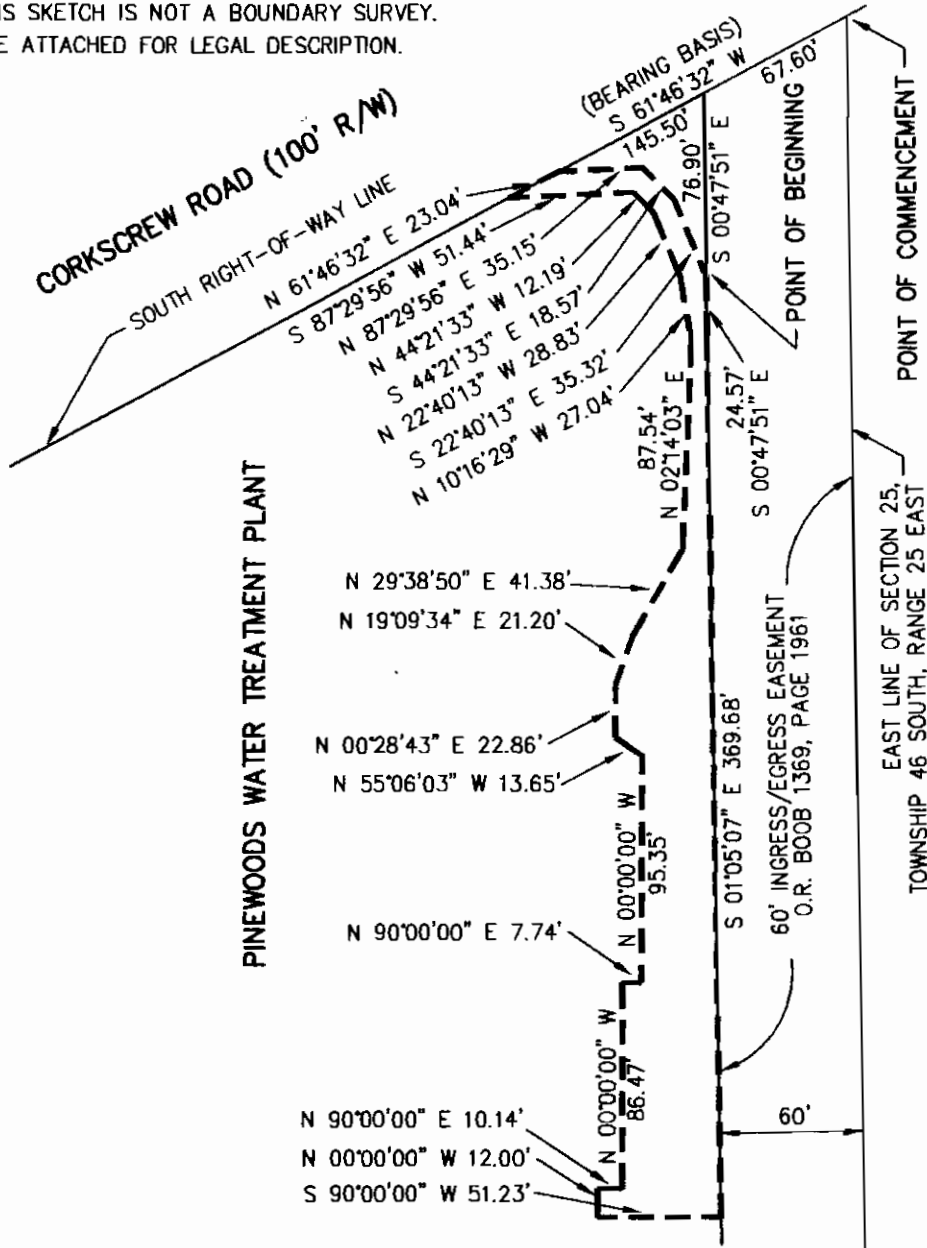 IS SKETCH IS NOT A BOUNDARY SURVEY.
E ATTACHED FOR LEGAL DESCRIPTION.
(BEARING BASIS)
S 61°46'32" W
67.60'
145.50'
CORKSCREW ROAD (100' R/W)
SOUTH RIGHT-OF-WAY LINE
76.90'
S 00°47'51" E
POINT OF BEGINNING
POINT OF COMMENCEMENT
N 61°46'32" E 23.04'
S 87°29'56" W 51.44'
N 87°29'56" E 35.15'
N 44°21'33" W 12.19'
S 44°21'33" E 18.57'
N 22°40'13" W 28.83'
S 22°40'13" E 35.32'
N 10°16'29" W 27.04'
87.54'
N 02°14'03" E
24.57'
S 00°47'51" E
PINEWOODS WATER TREATMENT PLANT
N 29°38'50" E 41.38'
N 19°09'34" E 21.20'
N 00°28'43" E 22.86'
N 55°06'03" W 13.65'
N 00°00'00" W
95.35'
S 01°05'07" E 369.68'
60' INGRESS/EGRESS EASEMENT
O.R. BOOB 1369, PAGE 1961
EAST LINE OF SECTION 25,
TOWNSHIP 46 SOUTH, RANGE 25 EAST
N 90°00'00" E 7.74'
N 00°00'00" W
86.47'
N 90°00'00" E 10.14'
N 00°00'00" W 12.00'
S 90°00'00" W 51.23'
60'